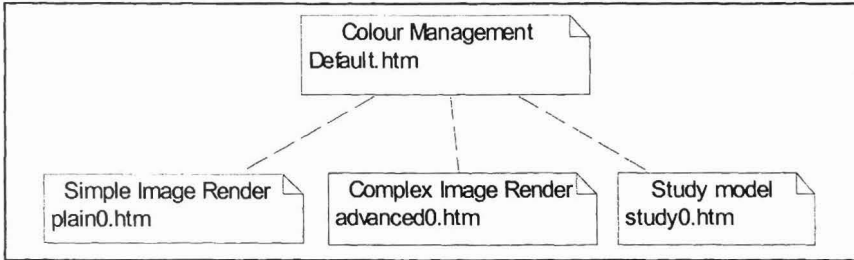 Colour Management
Default.htm
Simple Image Render
plain0.htm
Complex Image Render
advanced0.htm
Study model
study0.htm